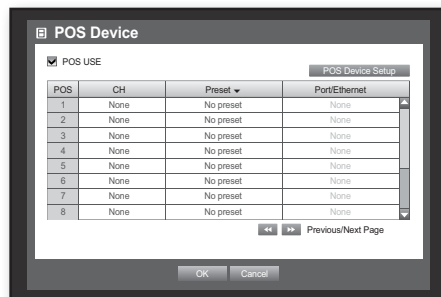 POS Device
POS USE
POS Device Setup
POS CH Preset Port/Ethernet
1 None No preset None
2 None No preset None
3 None No preset None
4 None No preset None
5 None No preset None
6 None No preset None
7 None No preset None
8 None No preset None
Previous/Next Page
OK Cancel